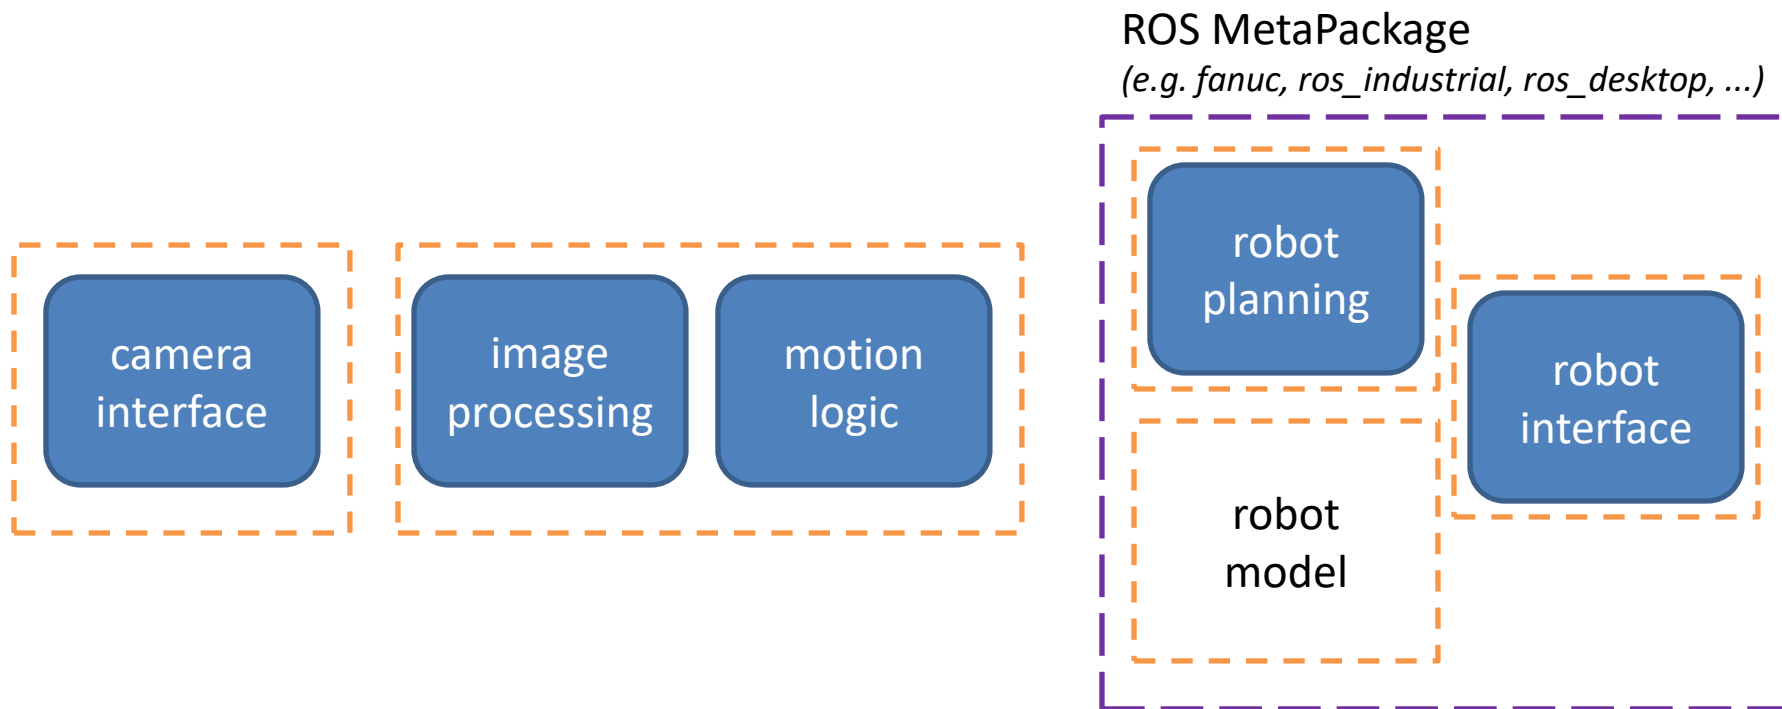 ROS MetaPackage
(e.g. fanuc, ros_industrial, ros_desktop, ...)
camera
interface
image
processing
motion
logic
robot
planning
robot
interface
robot
model